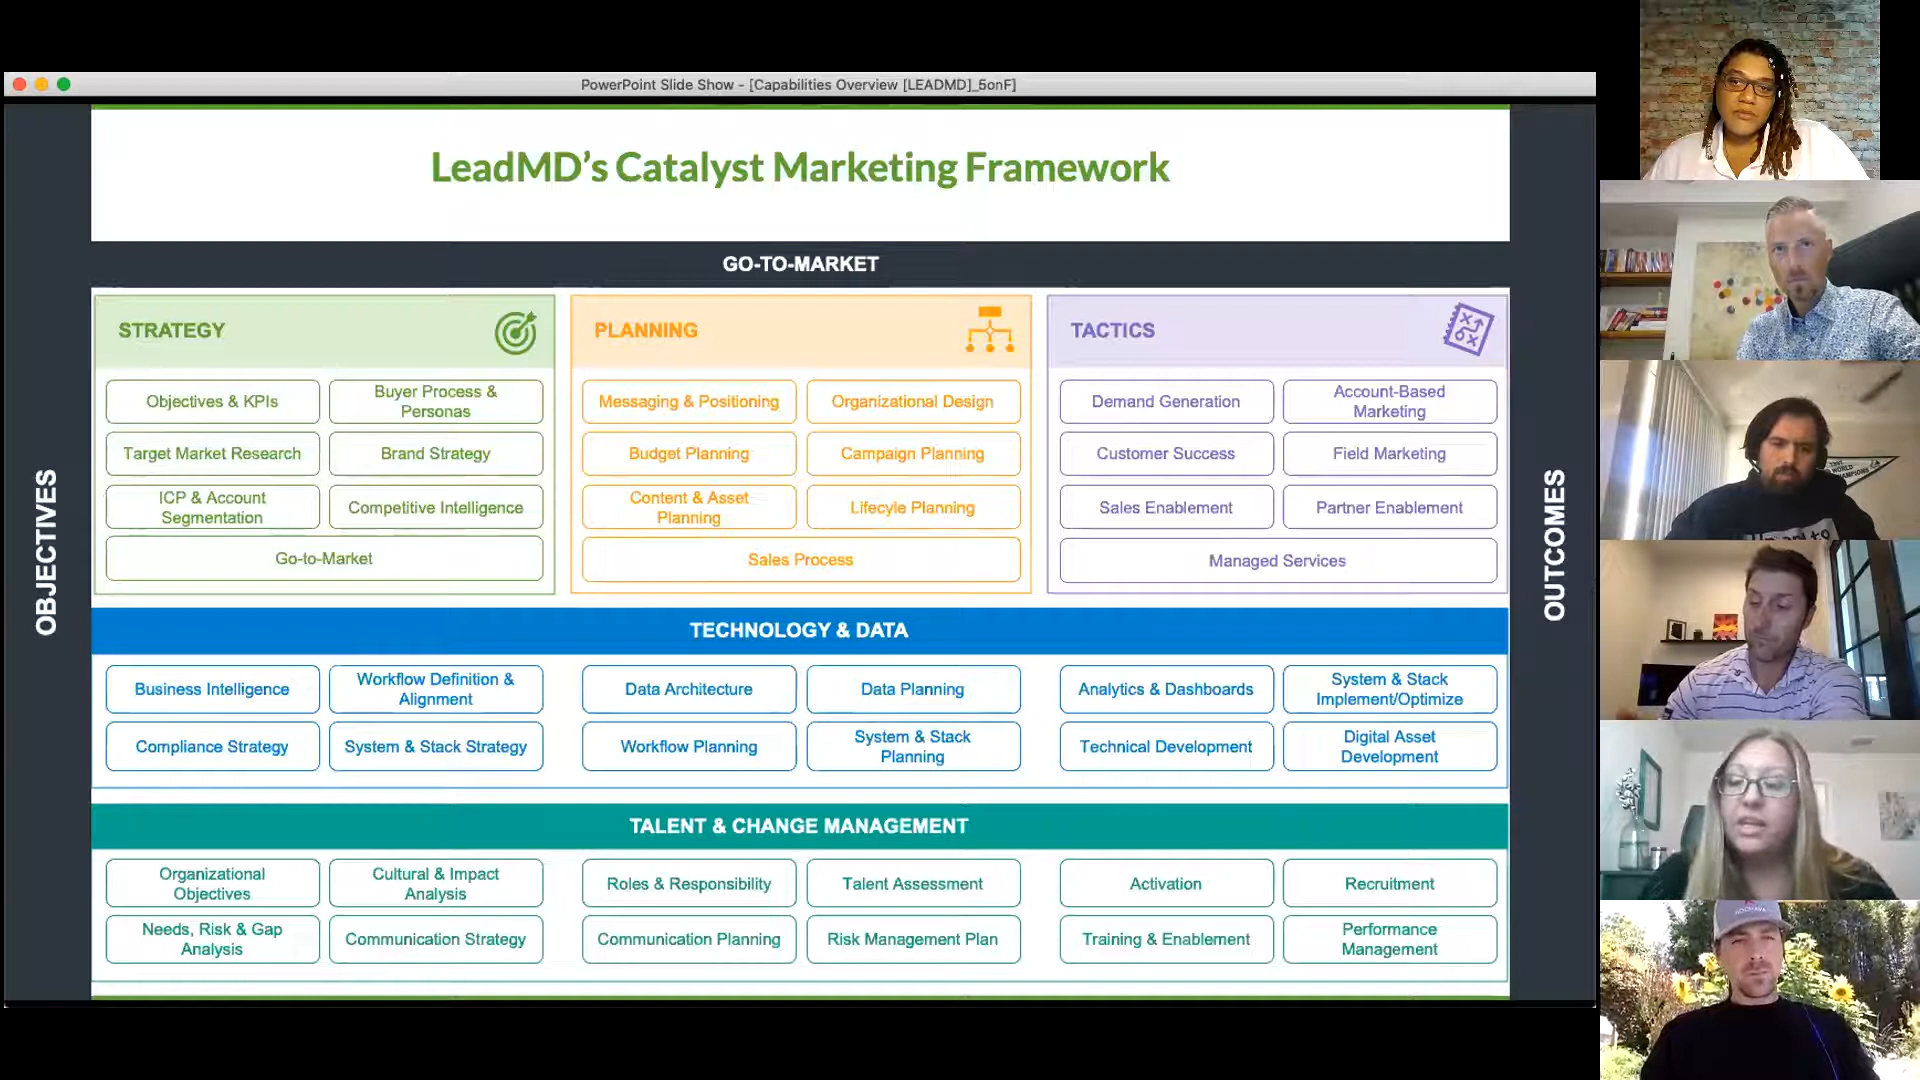 PowerPoint Slide Show - [Capabilities Overview [LEADMD]_5onF]
LeadMD's Catalyst Marketing Framework
GO-TO-MARKET
OBJECTIVES
OUTCOMES
STRATEGY
Objectives & KPIs
Buyer Process &
Personas
Target Market Research
Brand Strategy
ICP & Account
Segmentation
Competitive Intelligence
Go-to-Market
PLANNING
Messaging & Positioning
Organizational Design
Budget Planning
Campaign Planning
Content & Asset
Planning
Lifecyle Planning
Sales Process
TACTICS
Demand Generation
Account-Based
Marketing
Customer Success
Field Marketing
Sales Enablement
Partner Enablement
Managed Services
TECHNOLOGY & DATA
Business Intelligence
Workflow Definition &
Alignment
Compliance Strategy
System & Stack Strategy
Data Architecture
Data Planning
Workflow Planning
System & Stack
Planning
Analytics & Dashboards
System & Stack
Implement/Optimize
Technical Development
Digital Asset
Development
TALENT & CHANGE MANAGEMENT
Organizational
Objectives
Cultural & Impact
Analysis
Needs, Risk & Gap
Analysis
Communication Strategy
Roles & Responsibility
Talent Assessment
Communication Planning
Risk Management Plan
Activation
Recruitment
Training & Enablement
Performance
Management
WORLD